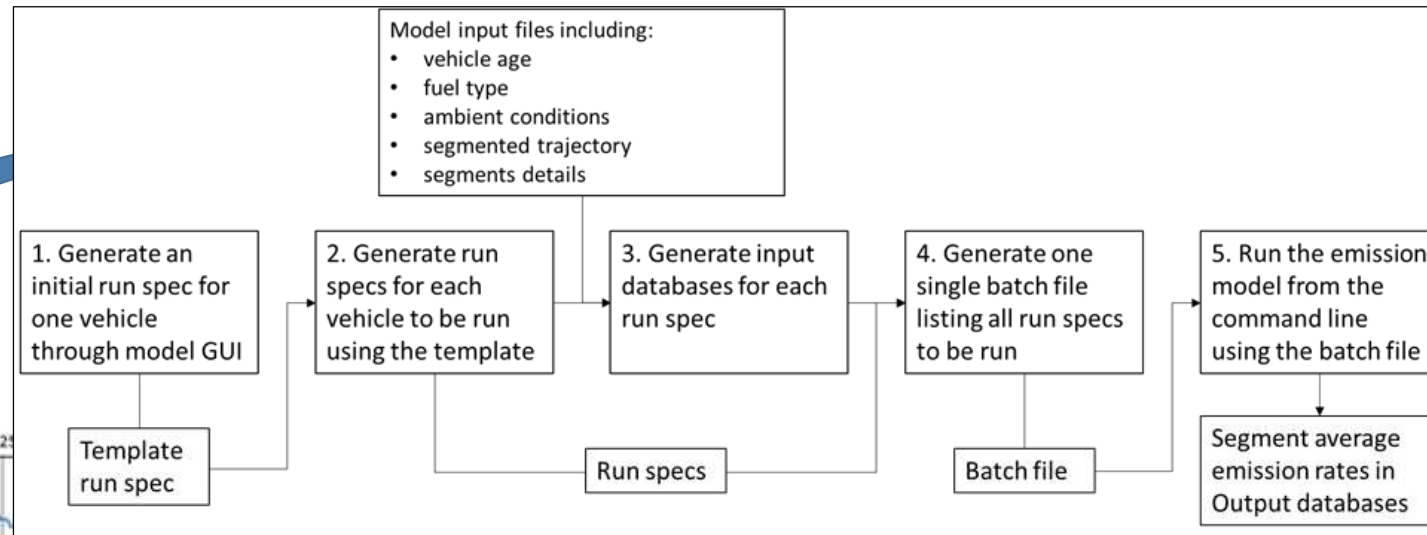 Model input files including:
• vehicle age
• fuel type
• ambient conditions
• segmented trajectory
• segments details
1. Generate an
initial run spec for
one vehicle
through model GUI
2. Generate run
specs for each
vehicle to be run
using the template
3. Generate input
databases for each
run spec
4. Generate one
single batch file
listing all run specs
to be run
5. Run the emission
model from the
command line
using the batch file
Template
run spec
Run specs
Batch file
Segment average
emission rates in
Output databases
25